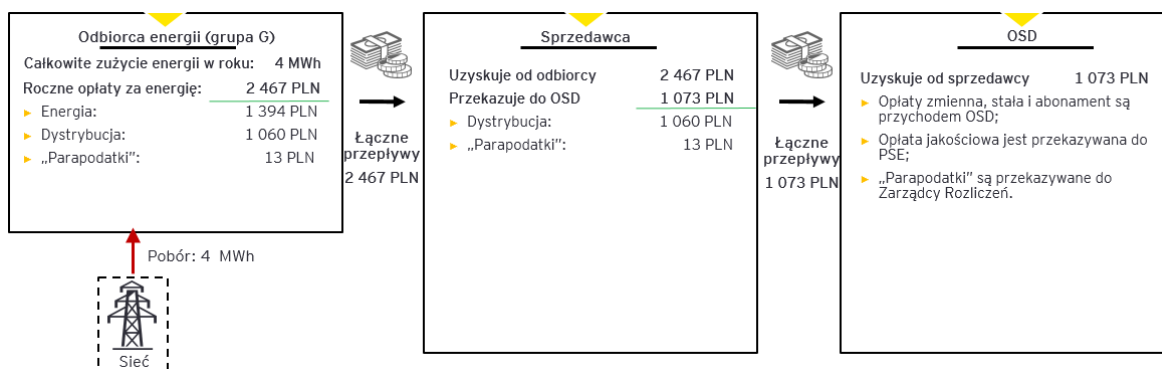 Odbiorca energii (grupa G)
Całkowite zużycie energii w roku: 4 MWh
Roczne opłaty za energię: 2 467 PLN
► Energia: 1 394 PLN
► Dystrybucja: 1 060 PLN
► „Parapodatki”: 13 PLN
Pobór: 4 MWh
Sieć
Łączne
przepływy
2 467 PLN
Sprzedawca
Uzyskuje od odbiorcy 2 467 PLN
Przekazuje do OSD 1 073 PLN
► Dystrybucja: 1 060 PLN
► „Parapodatki”: 13 PLN
Łączne
przepływy
1 073 PLN
OSD
Uzyskuje od sprzedawcy 1 073 PLN
► Opłaty zmienna, stała i abonament są
przychodem OSD;
► Opłata jakościowa jest przekazywana do
PSE;
► „Parapodatki” są przekazywane do
Zarządcy Rozliczeń.